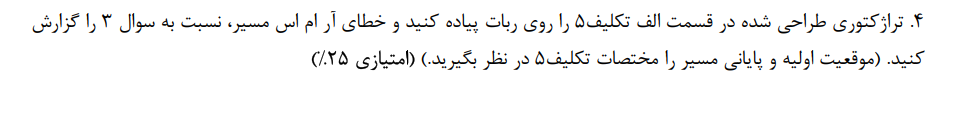 ۴. تراژکتوری طراحی شده در قسمت الف تکلیف۵ را روی ربات پیاده کنید و خطای آر ام اس مسیر، نسبت به سوال ۳ را گزارش
کنید. (موقعیت اولیه و پایانی مسیر را مختصات تکلیف۵ در نظر بگیرید.) (امتیازی ۲۵٪)